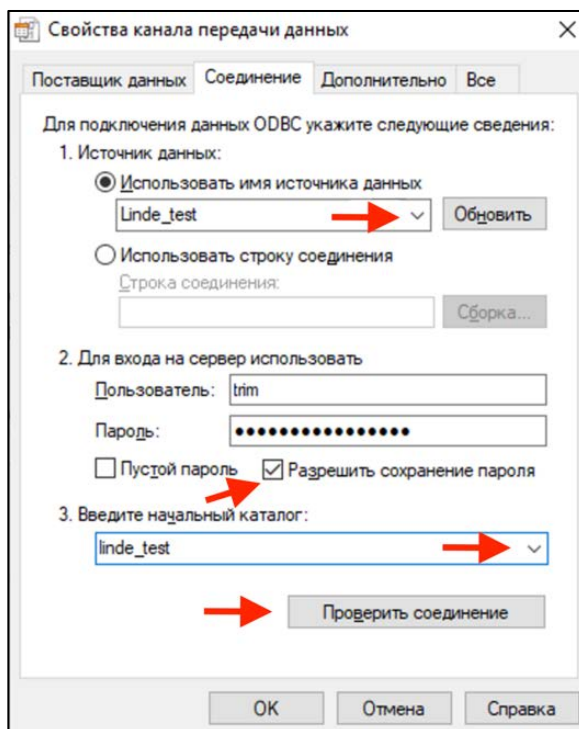 Свойства канала передачи данных
Поставщик данных Соединение Дополнительно Все
Для подключения данных ODBC укажите следующие сведения:
1. Источник данных:
Использовать имя источника данных
Linde_test Обновить
Использовать строку соединения
Строка соединения:
Сборка...
2. Для входа на сервер использовать
Пользователь: trim
Пароль: ••••••••••••••••
Пустой пароль Разрешить сохранение пароля
3. Введите начальный каталог:
linde_test
Проверить соединение
OK Отмена Справка